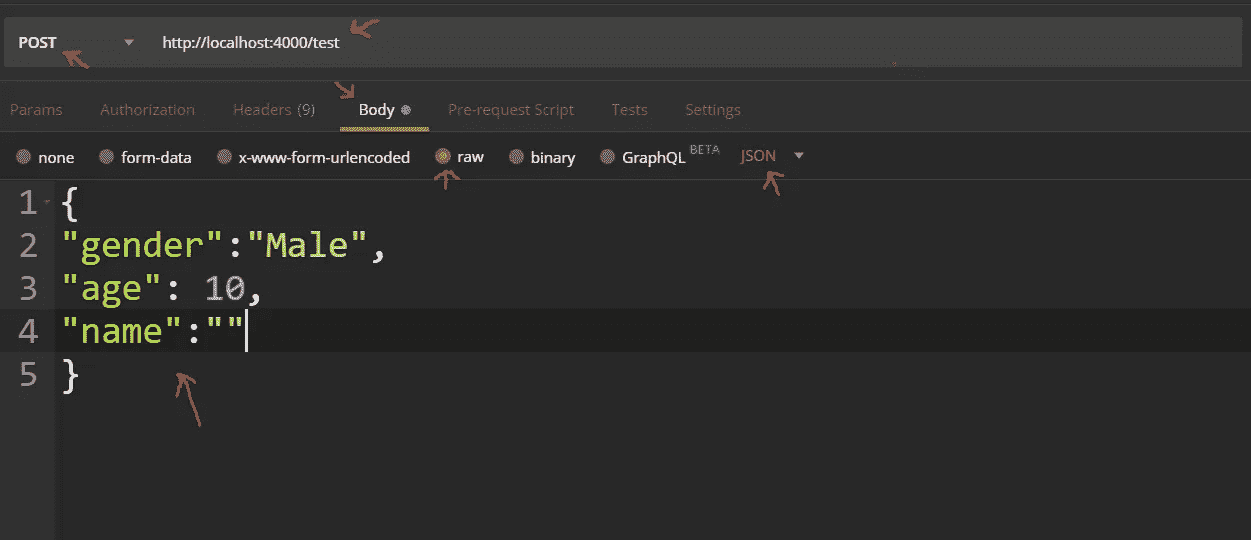 POST http://localhost:4000/test
Params Authorization Headers (9) Body Pre-request Script Tests Settings
none form-data x-www-form-urlencoded raw binary GraphQL BETA JSON
1 {
2 "gender":"Male",
3 "age": 10,
4 "name":""
5 }